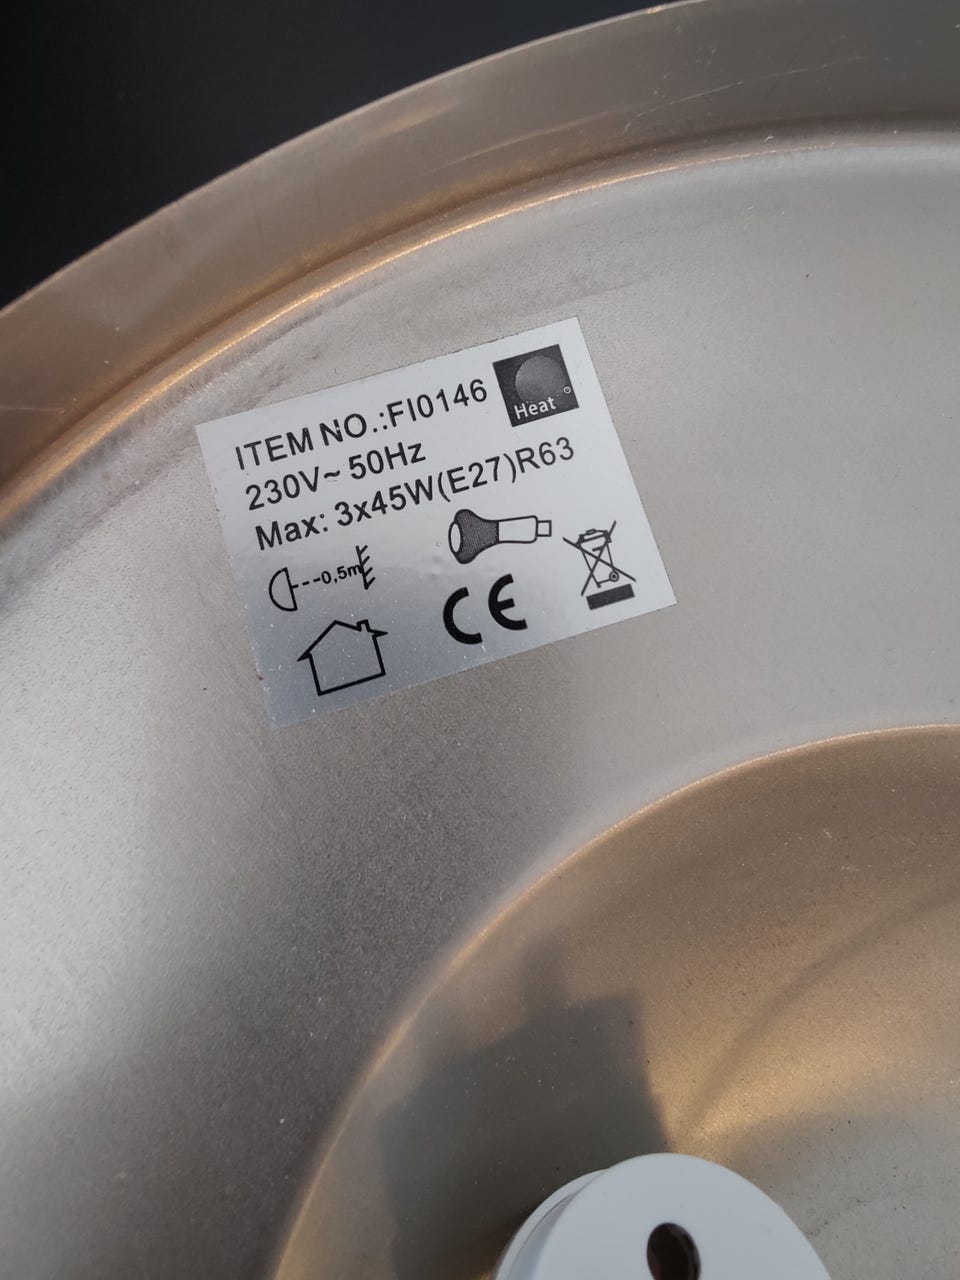 ITEM NO.:FI0146
Heat
230V~ 50Hz
Max: 3x45W(E27)R63
0,5m
CE